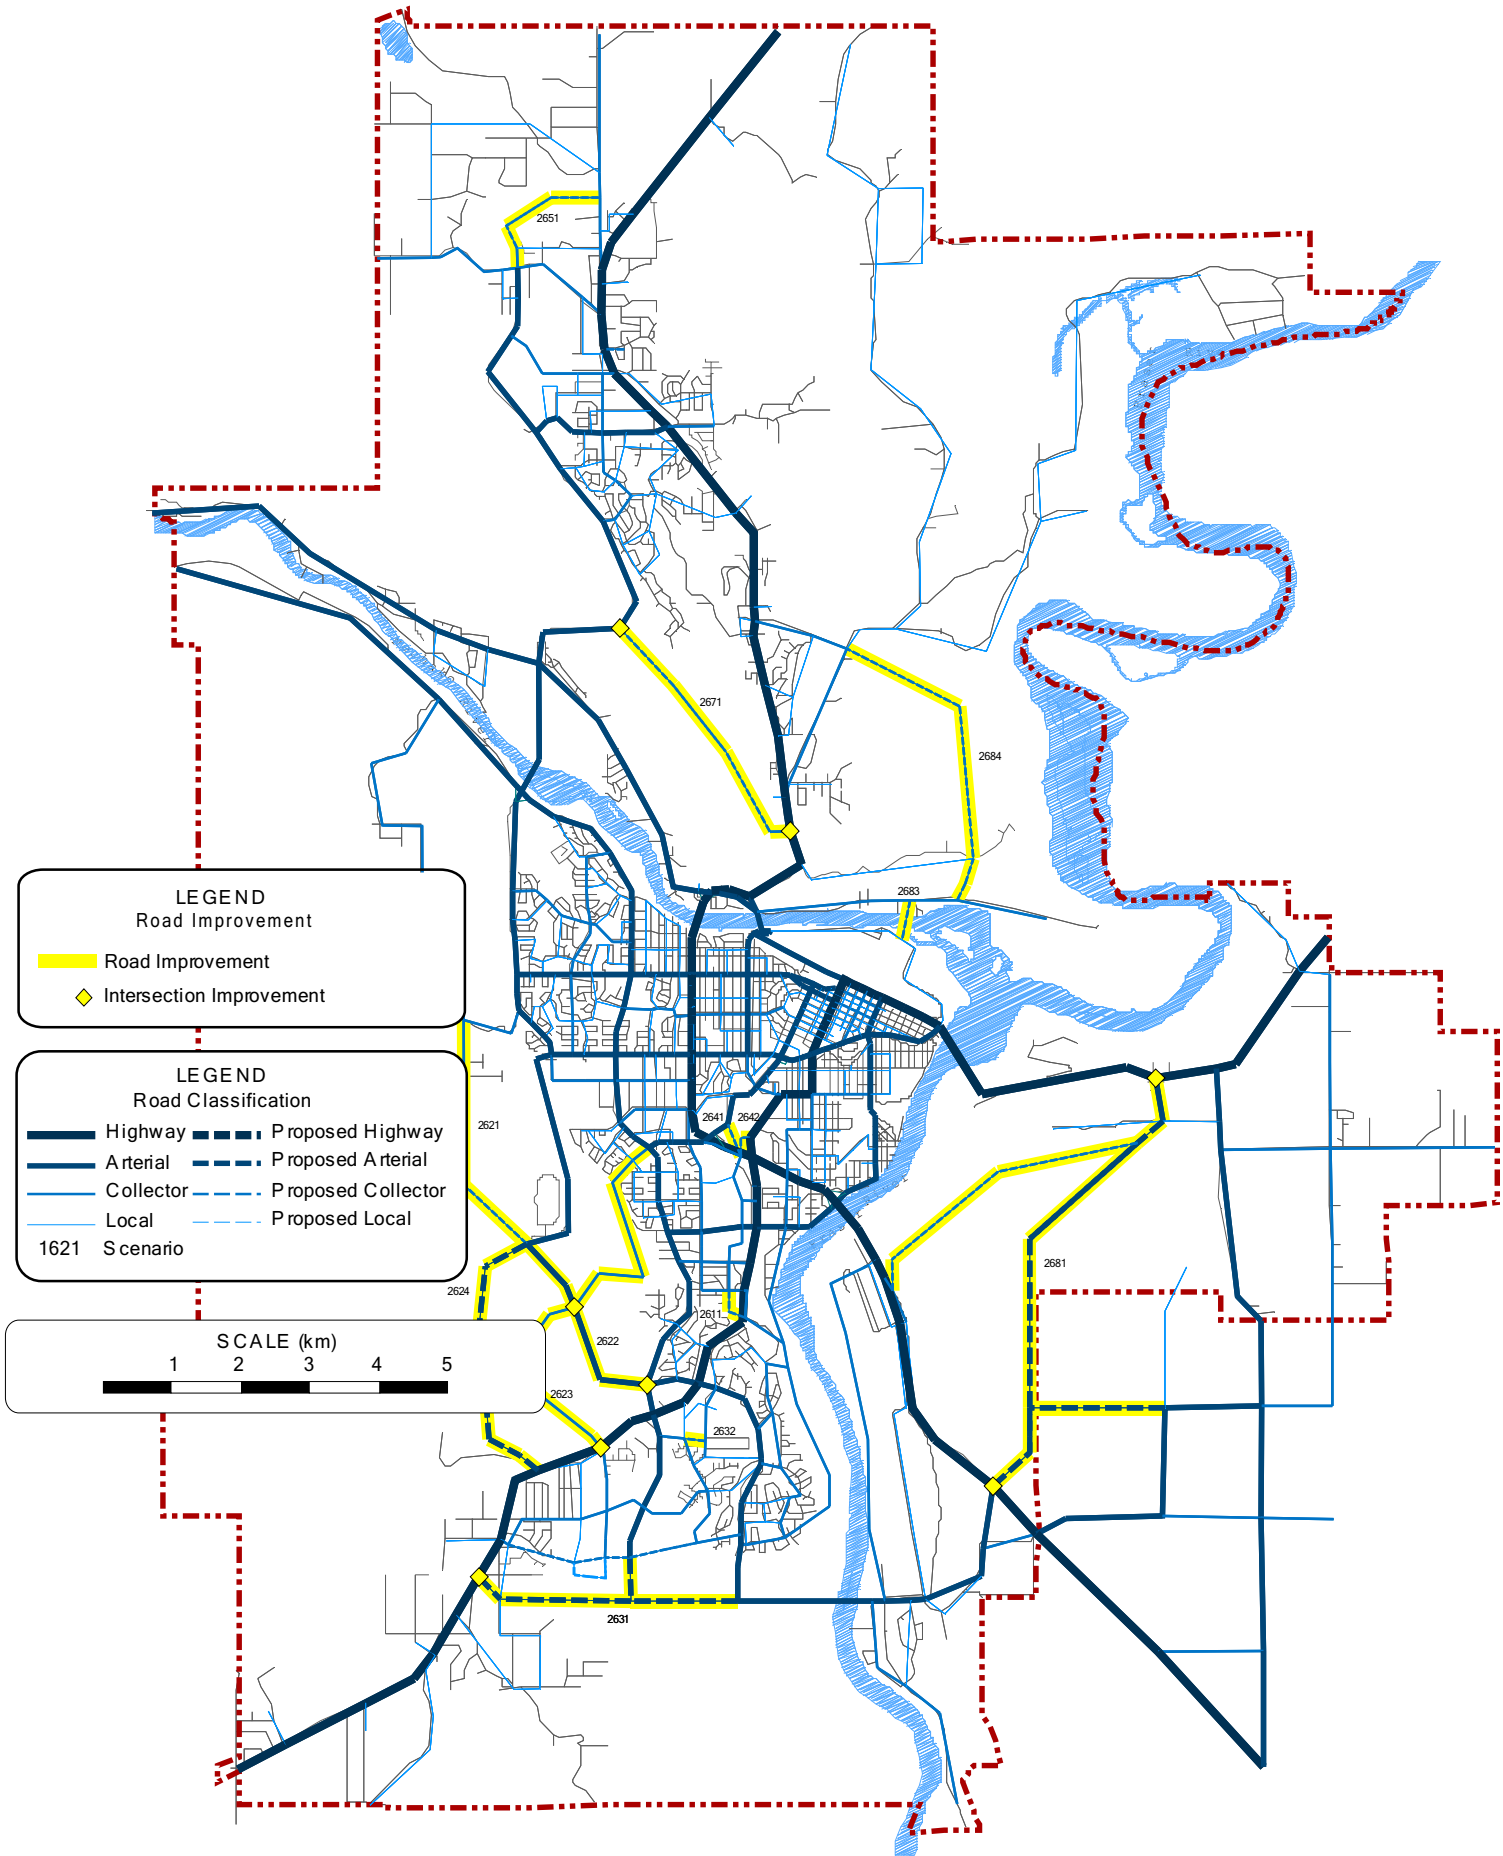 2651
2671
2684
2683
LEGEND
Road Improvement
Road Improvement
Intersection Improvement
LEGEND
Road Classification
Highway Proposed Highway
Arterial Proposed Arterial
Collector Proposed Collector
Local Proposed Local
1621 Scenario
2641 2642
2621
2681
2624
2611
2622
SCALE (km)
1 2 3 4 5
2623
2632
2631